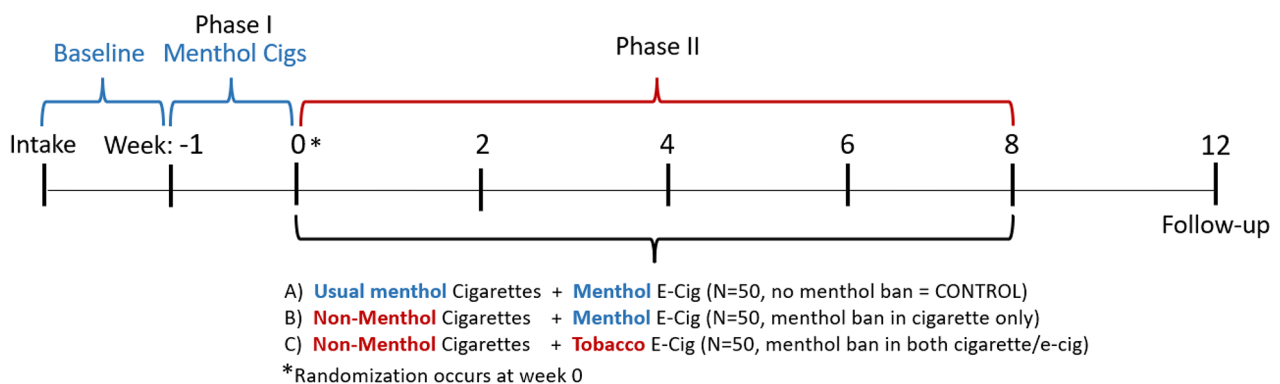 Phase I
Baseline Menthol Cigs
Phase II
Intake Week: -1 0* 2 4 6 8 12
Follow-up
A) Usual menthol Cigarettes + Menthol E-Cig (N=50, no menthol ban = CONTROL)
B) Non-Menthol Cigarettes + Menthol E-Cig (N=50, menthol ban in cigarette only)
C) Non-Menthol Cigarettes + Tobacco E-Cig (N=50, menthol ban in both cigarette/e-cig)
*Randomization occurs at week 0